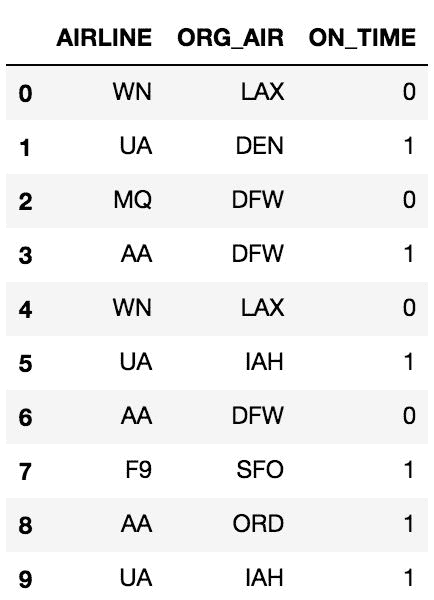 AIRLINE ORG_AIR ON_TIME
0 WN LAX 0
1 UA DEN 1
2 MQ DFW 0
3 AA DFW 1
4 WN LAX 0
5 UA IAH 1
6 AA DFW 0
7 F9 SFO 1
8 AA ORD 1
9 UA IAH 1